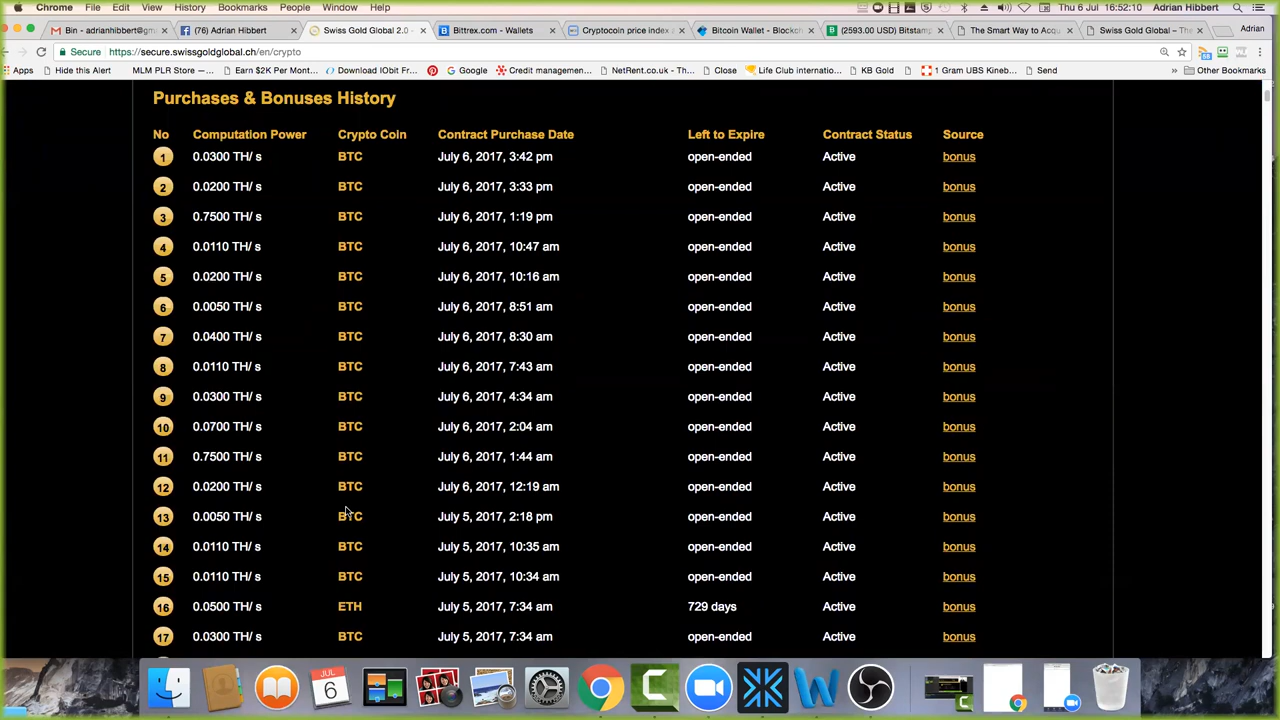 Chrome File Edit View History Bookmarks People Window Help Thu 6 Jul 16:52:10 Adrian Hibbert
Bin - adrianhibbert@gm Facebook (76) Adrian Hibbert Swiss Gold Global 2.0 - Bittrex.com - Wallets Cryptocoin price index Bitcoin Wallet - Blockch (2593.00 USD) Bitstamp The Smart Way to Acqu Swiss Gold Global – The Adrian
Secure https://secure.swissgoldglobal.ch/en/crypto
Apps Hide this Alert MLM PLR Store —... Earn $2K Per Mont... Download IObit Fr... Google Credit managemen... NetRent.co.uk - Th... Close Life Club internatio... KB Gold 1 Gram UBS Kineb... Send » Other Bookmarks
Purchases & Bonuses History
No Computation Power Crypto Coin Contract Purchase Date Left to Expire Contract Status Source
1 0.0300 TH/ s BTC July 6, 2017, 3:42 pm open-ended Active bonus
2 0.0200 TH/ s BTC July 6, 2017, 3:33 pm open-ended Active bonus
3 0.7500 TH/ s BTC July 6, 2017, 1:19 pm open-ended Active bonus
4 0.0110 TH/ s BTC July 6, 2017, 10:47 am open-ended Active bonus
5 0.0200 TH/ s BTC July 6, 2017, 10:16 am open-ended Active bonus
6 0.0050 TH/ s BTC July 6, 2017, 8:51 am open-ended Active bonus
7 0.0400 TH/ s BTC July 6, 2017, 8:30 am open-ended Active bonus
8 0.0110 TH/ s BTC July 6, 2017, 7:43 am open-ended Active bonus
9 0.0300 TH/ s BTC July 6, 2017, 4:34 am open-ended Active bonus
10 0.0700 TH/ s BTC July 6, 2017, 2:04 am open-ended Active bonus
11 0.7500 TH/ s BTC July 6, 2017, 1:44 am open-ended Active bonus
12 0.0200 TH/ s BTC July 6, 2017, 12:19 am open-ended Active bonus
13 0.0050 TH/ s BTC July 5, 2017, 2:18 pm open-ended Active bonus
14 0.0110 TH/ s BTC July 5, 2017, 10:35 am open-ended Active bonus
15 0.0110 TH/ s BTC July 5, 2017, 10:34 am open-ended Active bonus
16 0.0500 TH/ s ETH July 5, 2017, 7:34 am 729 days Active bonus
17 0.0300 TH/ s BTC July 5, 2017, 7:34 am open-ended Active bonus
JUL
6